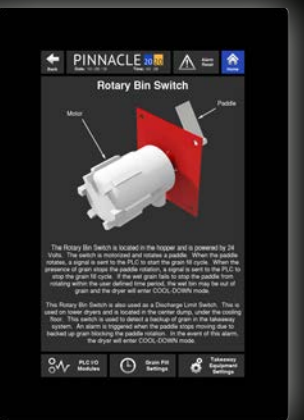 Back
PINNACLE 2020
Date: Time:
Alarm
Reset
Home
Rotary Bin Switch
Motor
Paddle
The Rotary Bin Switch is located in the hopper and is powered by 24
Volts. The switch is motorized and rotates a paddle. When the paddle
rotates, a signal is sent to the PLC to start the grain fill cycle. When the
presence of grain stops the paddle rotation, a signal is sent to the PLC to
stop the grain fill cycle. If the wet grain fails to stop the paddle from
rotating within the user defined time period, the wet bin may be out of
grain and the dryer will enter COOL-DOWN mode.
This Rotary Bin Switch is also used as a Discharge Limit Switch. This is
used on tower dryers and is located in the center dump, under the cooling
floor. This switch is used to detect a backup of grain in the takeaway
system. An alarm is triggered when the paddle stops moving due to
backed up grain blocking the paddle rotation. In the event of this alarm,
the dryer will enter COOL-DOWN mode.
PLC I/O
Modules
Grain Fill
Settings
Takeaway
Equipment
Settings